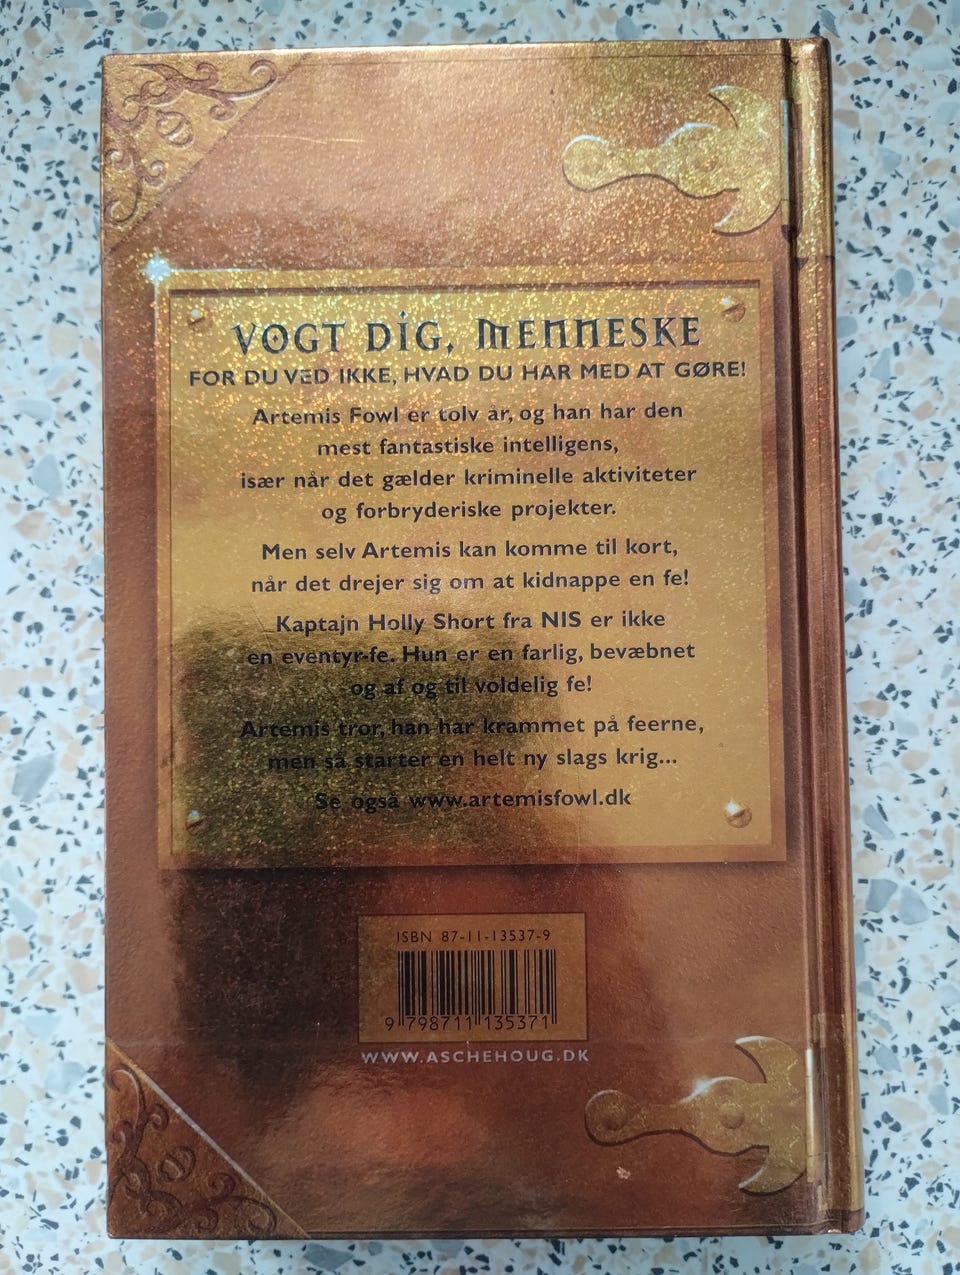 VOGT DIG, MENNESKE
FOR DU VED IKKE, HVAD DU HAR MED AT GØRE!
Artemis Fowl er tolv år, og han har den
mest fantastiske intelligens,
især når det gælder kriminelle aktiviteter
og forbryderiske projekter.
Men selv Artemis kan komme til kort,
når det drejer sig om at kidnappe en fe!
Kaptajn Holly Short fra NIS er ikke
en eventyr-fe. Hun er en farlig, bevæbnet
og af og til voldelig fe!
Artemis tror, han har krammet på feerne,
men så starter en helt ny slags krig...
Se også www.artemisfowl.dk
ISBN 87-11-13537-9
9 798711 135371
WWW.ASCHEHOUG.DK